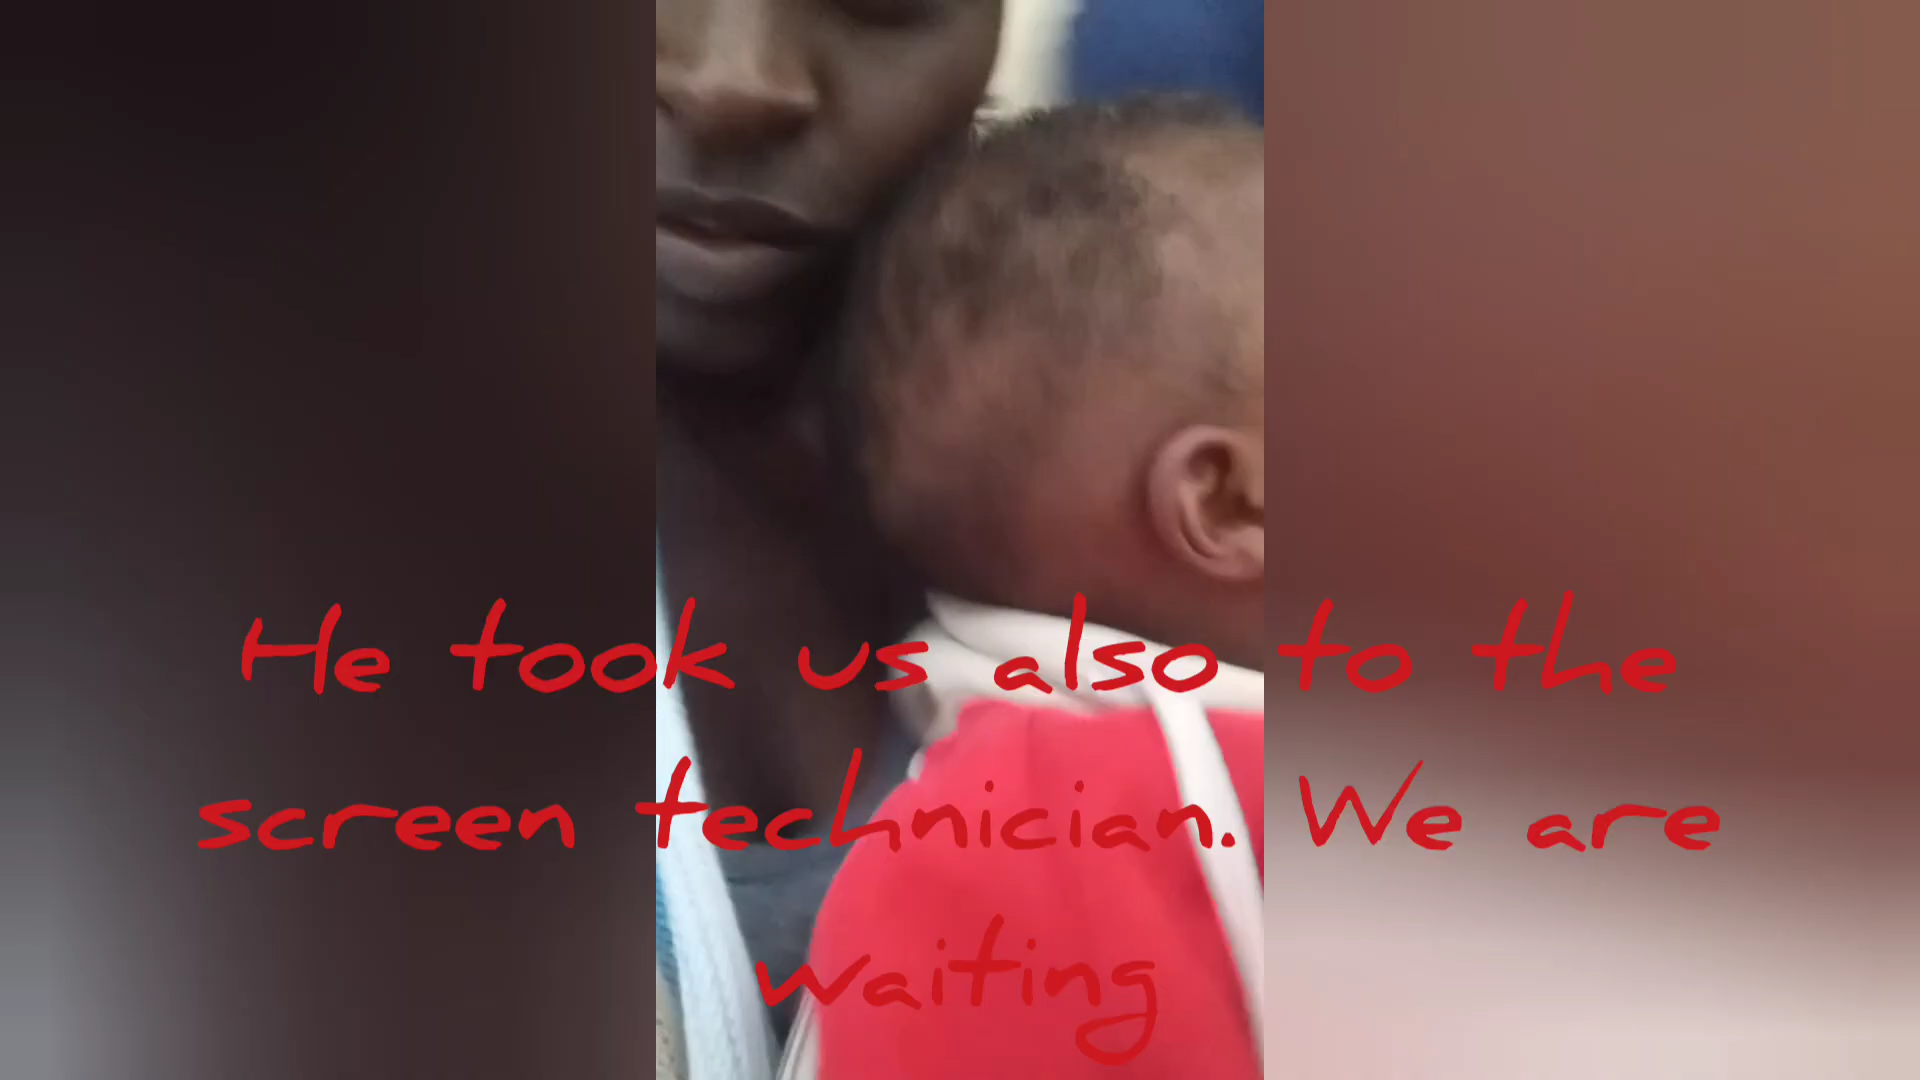 He took us also to the
screen technician. We are
waiting